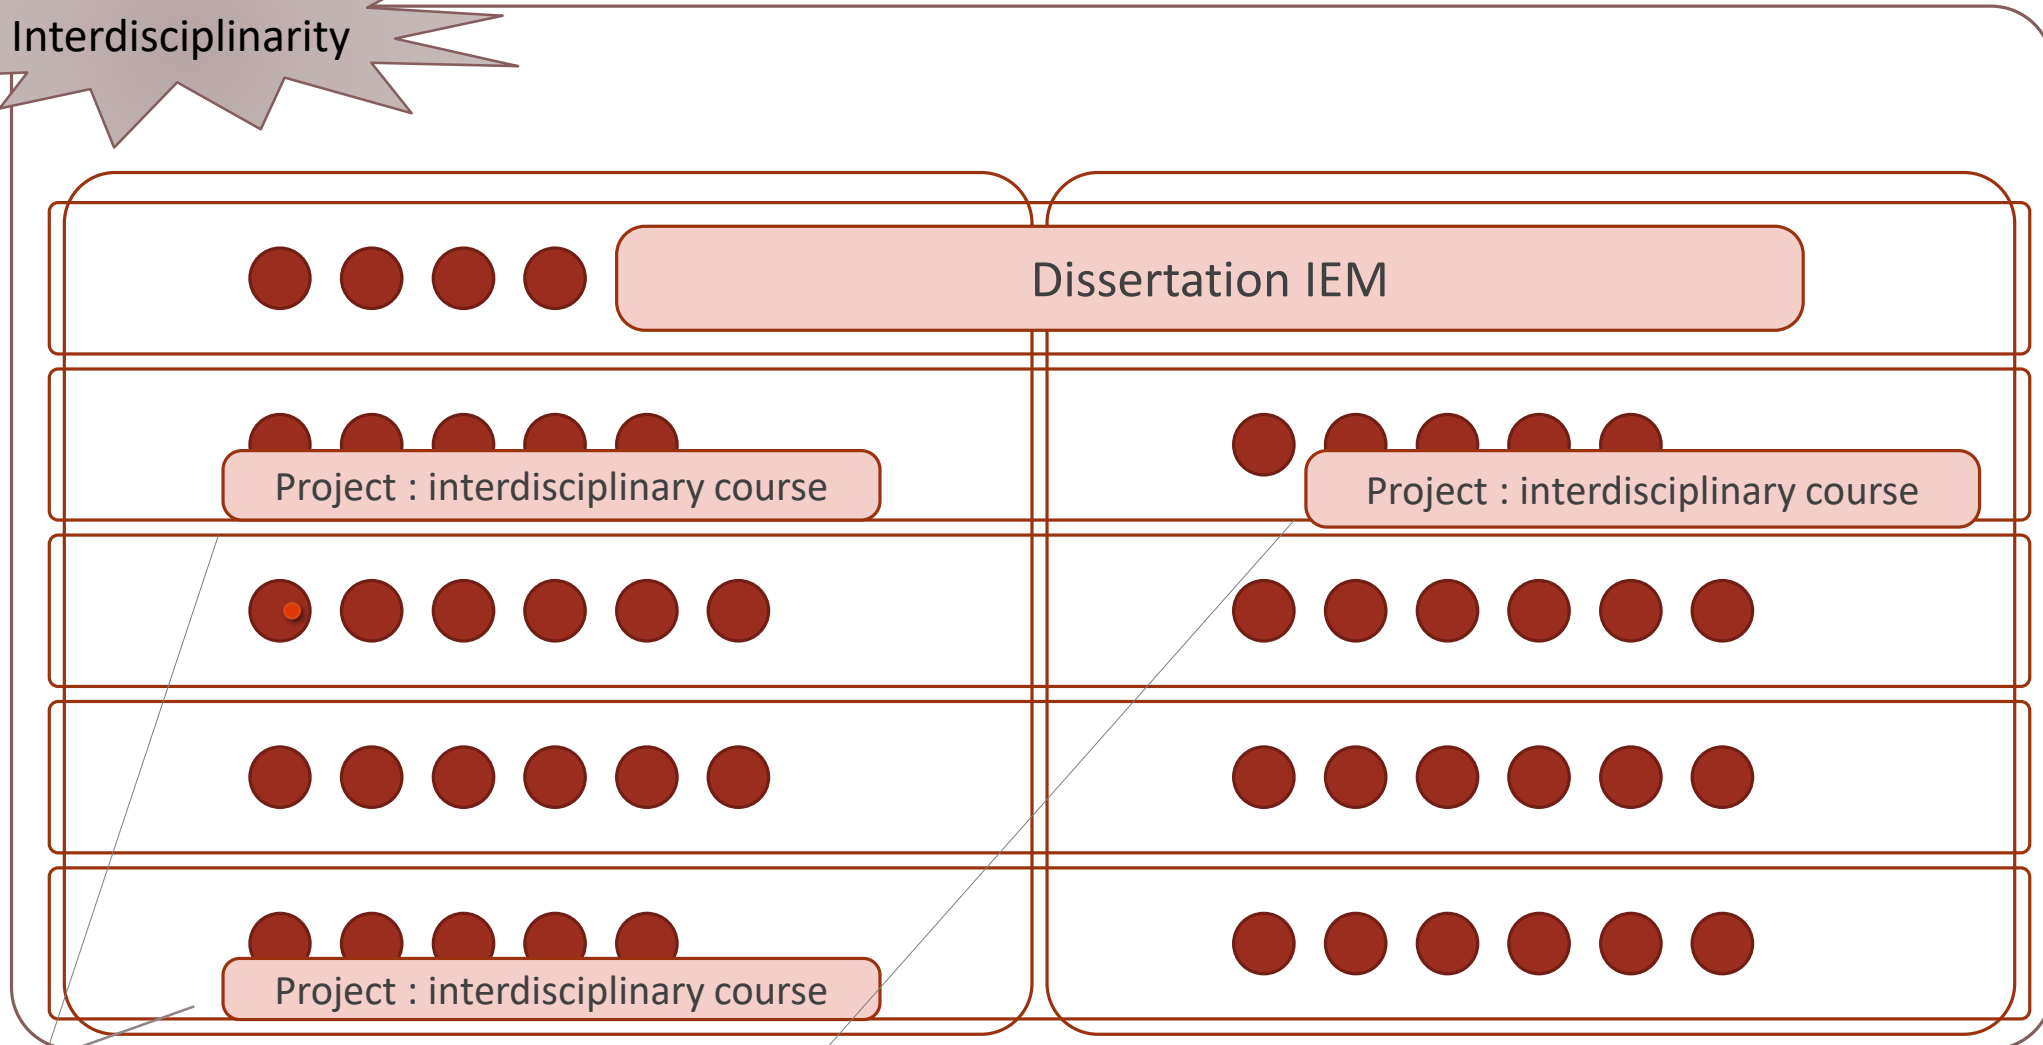 Interdisciplinarity
Dissertation IEM
Project : interdisciplinary course
Project : interdisciplinary course
Project : interdisciplinary course